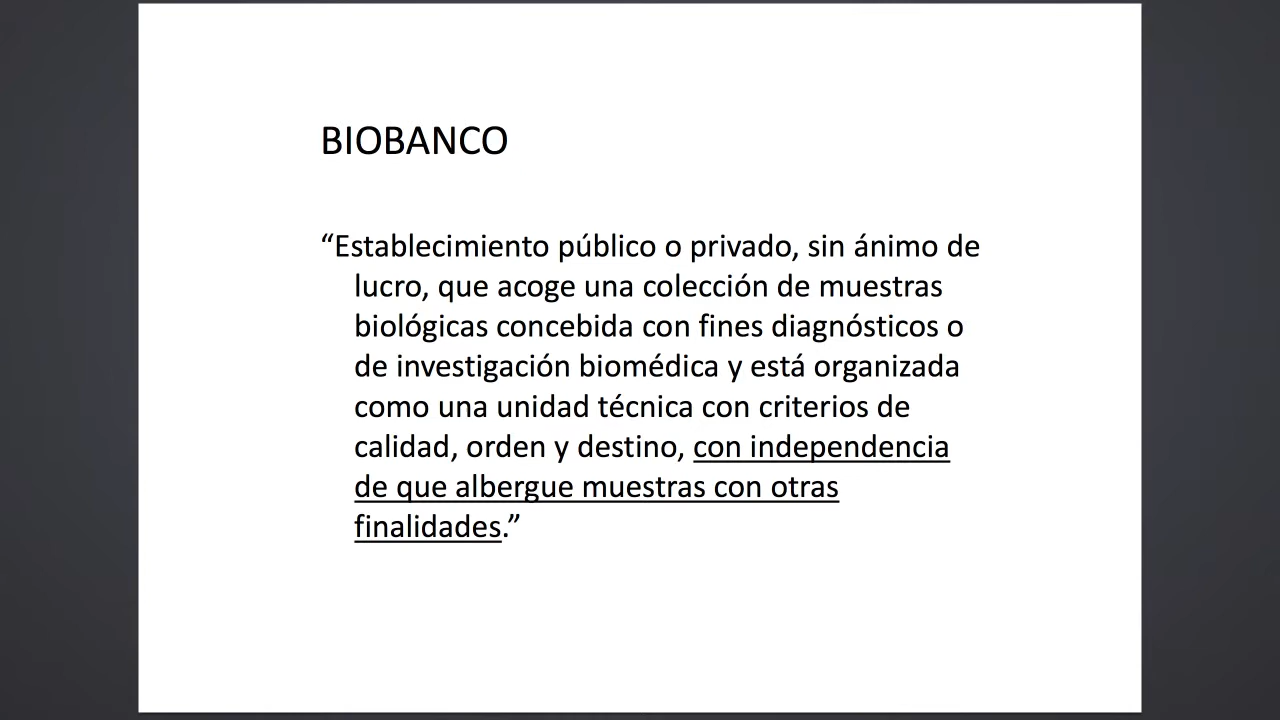 BIOBANCO
“Establecimiento público o privado, sin ánimo de
lucro, que acoge una colección de muestras
biológicas concebida con fines diagnósticos o
de investigación biomédica y está organizada
como una unidad técnica con criterios de
calidad, orden y destino, con independencia
de que albergue muestras con otras
finalidades.”